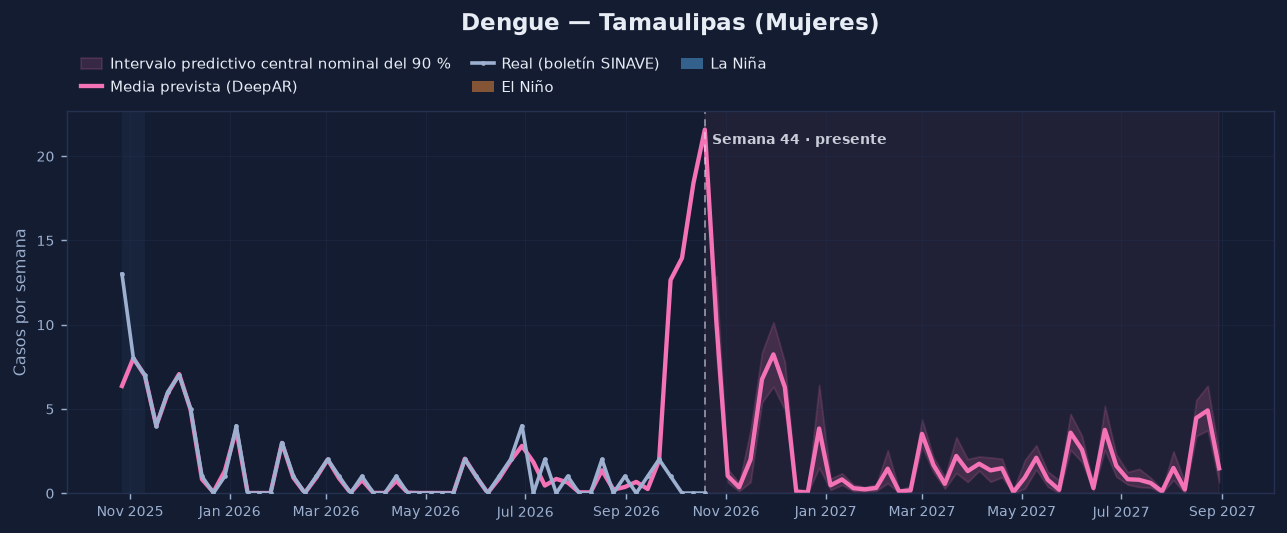 Dengue — Tamaulipas (Mujeres)
Intervalo predictivo central nominal del 90 %
Real (boletín SINAVE)
La Niña
Media prevista (DeepAR)
El Niño
Semana 44 · presente
Casos por semana
20
15
10
5
0
Nov 2025
Jan 2026
Mar 2026
May 2026
Jul 2026
Sep 2026
Nov 2026
Jan 2027
Mar 2027
May 2027
Jul 2027
Sep 2027